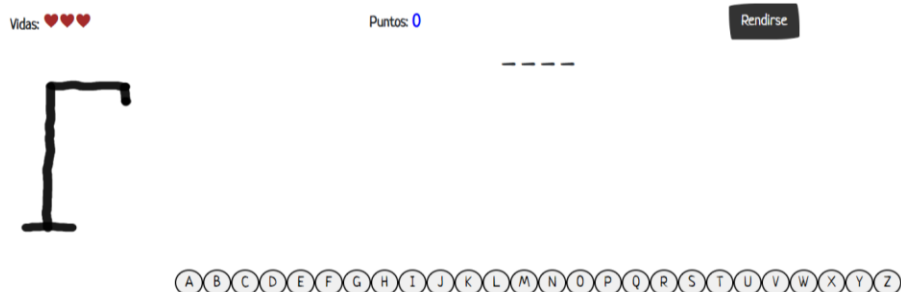 Vidas:
Puntos: 0
Rendirse
_ _ _ _
A B C D E F G H I J K L M N O P Q R S T U V W X Y Z